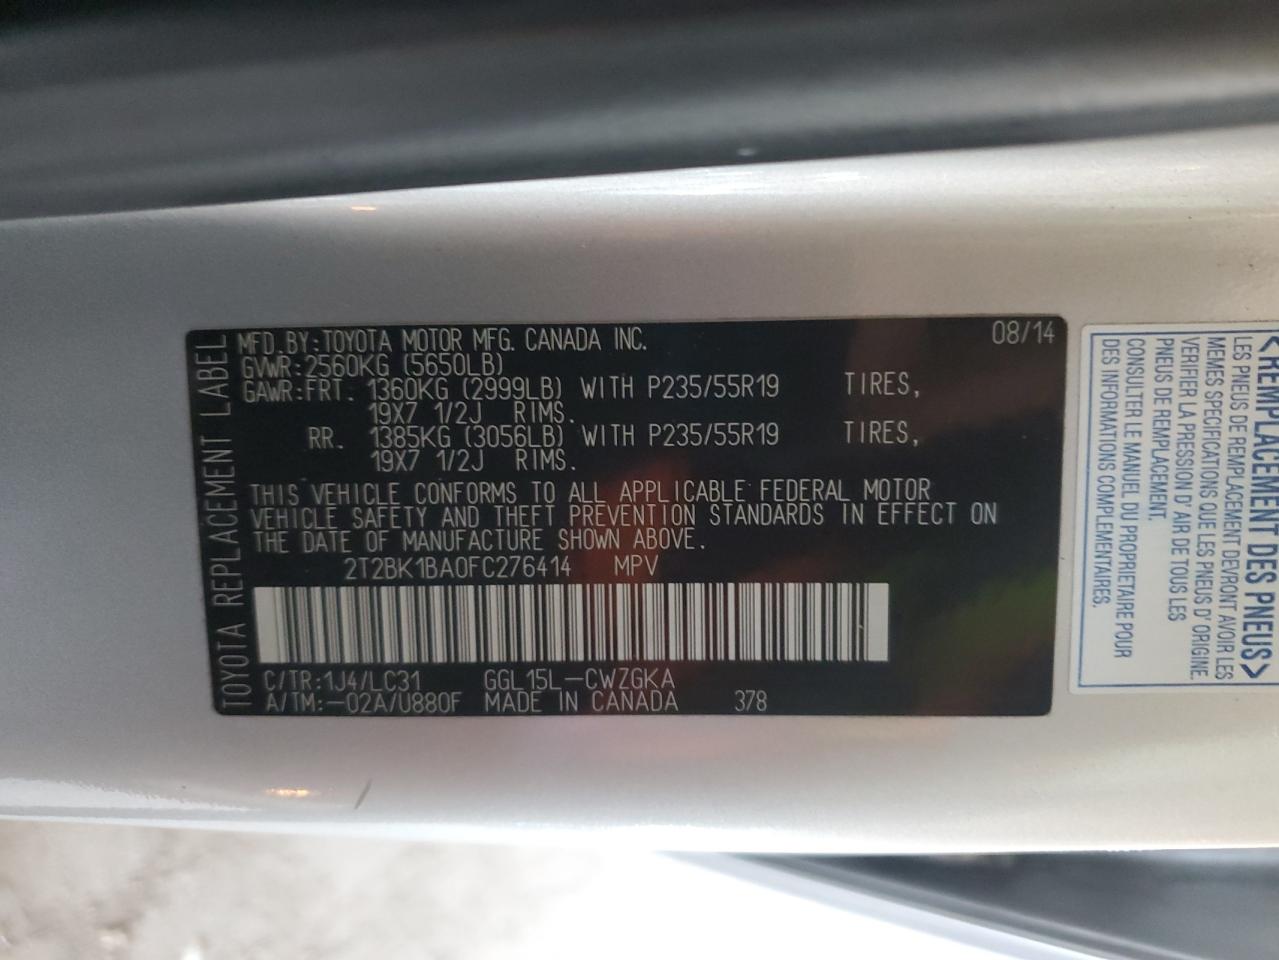 TOYOTA REPLACEMENT LABEL
MFD. BY: TOYOTA MOTOR MFG. CANADA INC. 08/14
GVWR: 2560KG (5650LB)
GAWR: FRT. 1360KG (2999LB) WITH P235/55R19 TIRES,
19X7 1/2J RIMS.
RR. 1385KG (3056LB) WITH P235/55R19 TIRES,
19X7 1/2J RIMS.
THIS VEHICLE CONFORMS TO ALL APPLICABLE FEDERAL MOTOR
VEHICLE SAFETY AND THEFT PREVENTION STANDARDS IN EFFECT ON
THE DATE OF MANUFACTURE SHOWN ABOVE.
2T2BK1BA0FC276414 MPV
C/TR: 1J4/LC31 GGL15L-CWZGKA
A/TM: -02A/U880F MADE IN CANADA 378
<REMPLACEMENT DES PNEUS>
LES PNEUS DE REMPLACEMENT DEVRONT AVOIR LES
MEMES SPECIFICATIONS QUE LES PNEUS D'ORIGINE.
VERIFIER LA PRESSION D'AIR DE TOUS LES
PNEUS DE REMPLACEMENT.
CONSULTER LE MANUEL DU PROPRIETAIRE POUR
DES INFORMATIONS COMPLEMENTAIRES.